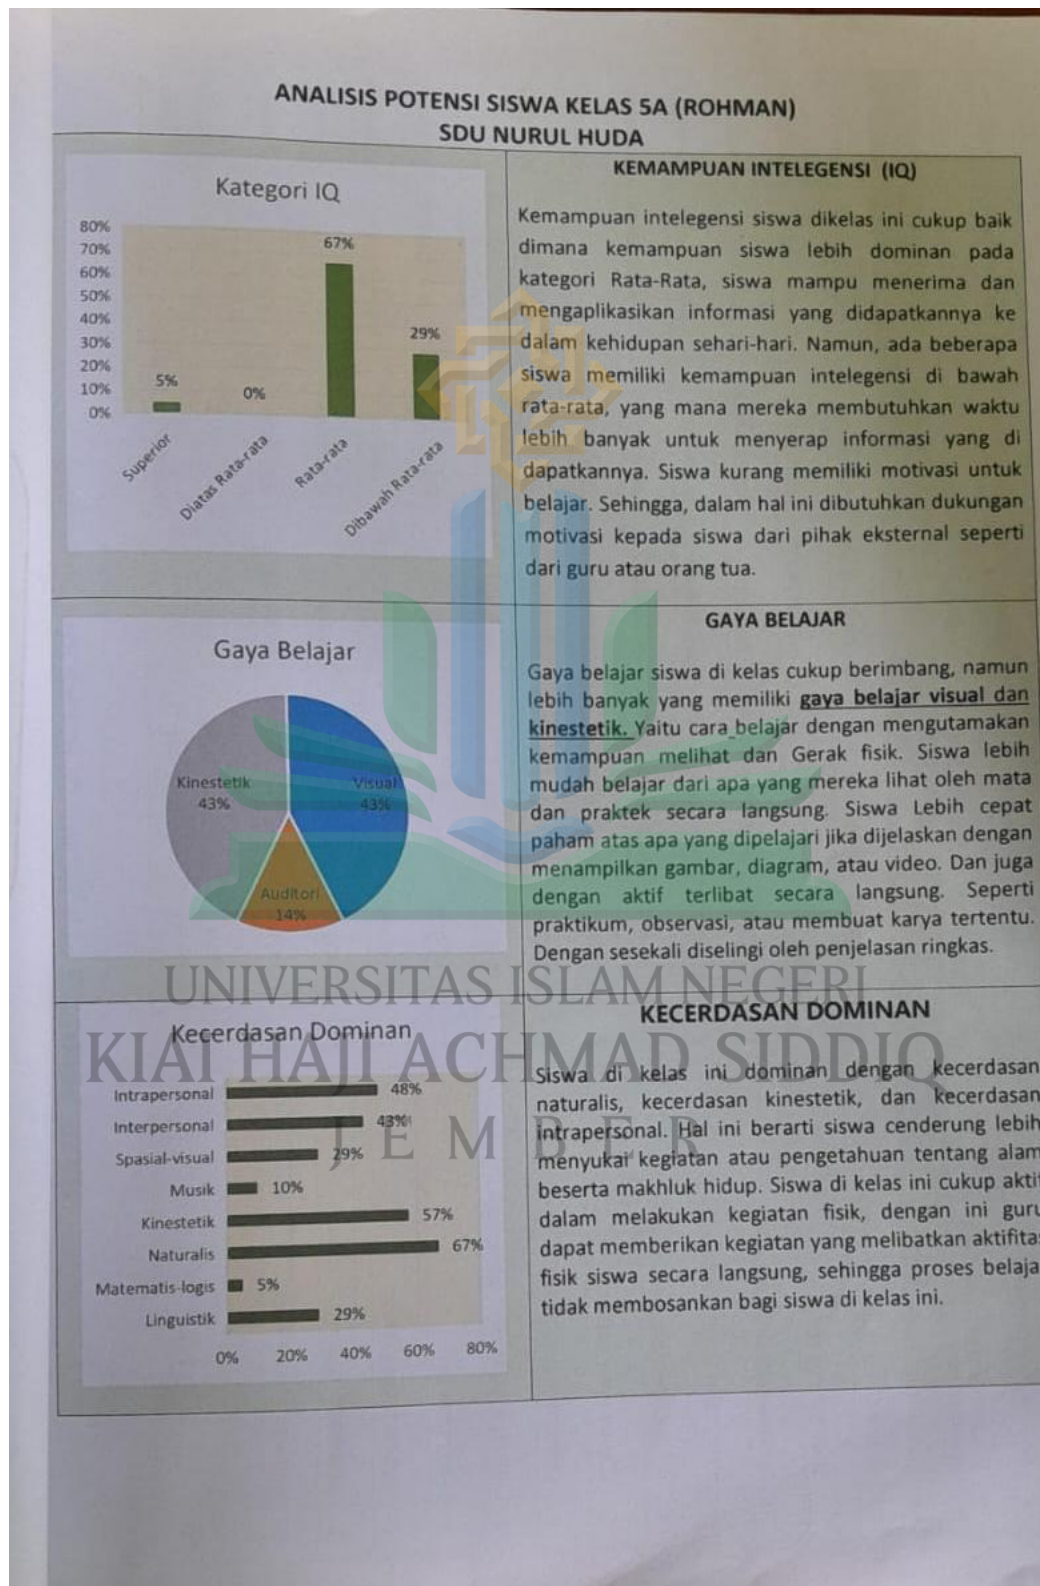 ANALISIS POTENSI SISWA KELAS 5A (ROHMAN)
SDU NURUL HUDA
Kategori IQ
80%
70%
60%
50%
40%
30%
20%
10%
0%
5%
0%
67%
29%
Superior
Diatas Rata-rata
Rata-rata
Dibawah Rata-rata
KEMAMPUAN INTELEGENSI (IQ)
Kemampuan intelegensi siswa dikelas ini cukup baik
dimana kemampuan siswa lebih dominan pada
kategori Rata-Rata, siswa mampu menerima dan
mengaplikasikan informasi yang didapatkannya ke
dalam kehidupan sehari-hari. Namun, ada beberapa
siswa memiliki kemampuan intelegensi di bawah
rata-rata, yang mana mereka membutuhkan waktu
lebih banyak untuk menyerap informasi yang di
dapatkannya. Siswa kurang memiliki motivasi untuk
belajar. Sehingga, dalam hal ini dibutuhkan dukungan
motivasi kepada siswa dari pihak eksternal seperti
dari guru atau orang tua.
Gaya Belajar
Kinestetik
43%
Visual
43%
Auditori
14%
GAYA BELAJAR
Gaya belajar siswa di kelas cukup berimbang, namun
lebih banyak yang memiliki gaya belajar visual dan
kinestetik. Yaitu cara belajar dengan mengutamakan
kemampuan melihat dan Gerak fisik. Siswa lebih
mudah belajar dari apa yang mereka lihat oleh mata
dan praktek secara langsung. Siswa Lebih cepat
paham atas apa yang dipelajari jika dijelaskan dengan
menampilkan gambar, diagram, atau video. Dan juga
dengan aktif terlibat secara langsung. Seperti
praktikum, observasi, atau membuat karya tertentu.
Dengan sesekali diselingi oleh penjelasan ringkas.
UNIVERSITAS ISLAM NEGERI
KIAI HAJI ACHMAD SIDDIQ
JEMBER
Kecerdasan Dominan
Intrapersonal 48%
Interpersonal 43%
Spasial-visual 29%
Musik 10%
Kinestetik 57%
Naturalis 67%
Matematis-logis 5%
Linguistik 29%
0% 20% 40% 60% 80%
KECERDASAN DOMINAN
Siswa di kelas ini dominan dengan kecerdasan
naturalis, kecerdasan kinestetik, dan kecerdasan
intrapersonal. Hal ini berarti siswa cenderung lebih
menyukai kegiatan atau pengetahuan tentang alam
beserta makhluk hidup. Siswa di kelas ini cukup akti
dalam melakukan kegiatan fisik, dengan ini guru
dapat memberikan kegiatan yang melibatkan aktifita
fisik siswa secara langsung, sehingga proses belaja
tidak membosankan bagi siswa di kelas ini.